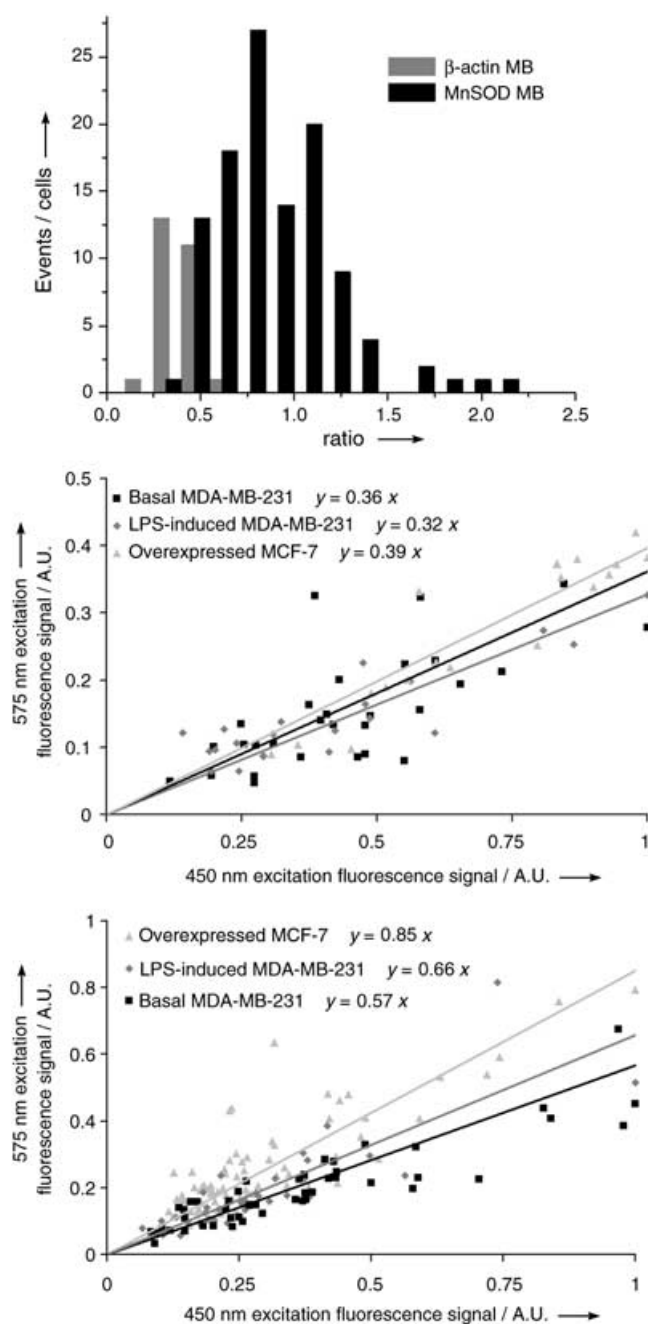 25
20
15
10
5
0
Events / cells
β-actin MB
MnSOD MB
0.0 0.5 1.0 1.5 2.0 2.5
ratio
0.5
0.4
0.3
0.2
0.1
0
575 nm excitation
fluorescence signal / A.U.
Basal MDA-MB-231 y = 0.36 x
LPS-induced MDA-MB-231 y = 0.32 x
Overexpressed MCF-7 y = 0.39 x
0 0.25 0.5 0.75 1
450 nm excitation fluorescence signal / A.U.
1
0.8
0.6
0.4
0.2
0
575 nm excitation
fluorescence signal / A.U.
Overexpressed MCF-7 y = 0.85 x
LPS-induced MDA-MB-231 y = 0.66 x
Basal MDA-MB-231 y = 0.57 x
0 0.25 0.5 0.75 1
450 nm excitation fluorescence signal / A.U.